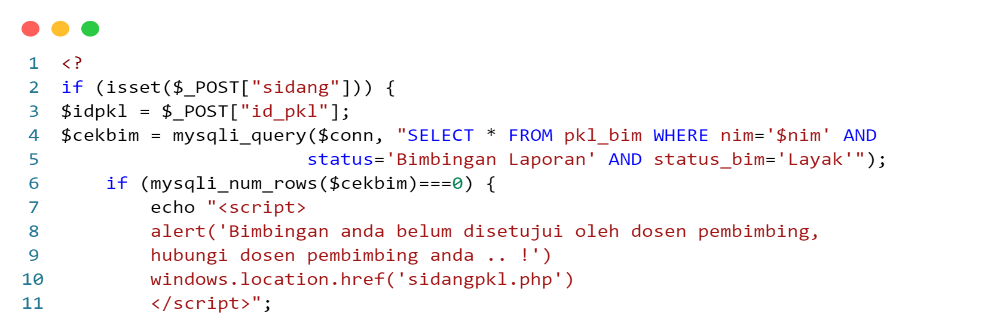 1 <?
2 if (isset($_POST["sidang"])) {
3 $idpkl = $_POST["id_pkl"];
4 $cekbim = mysqli_query($conn, "SELECT * FROM pkl_bim WHERE nim='$nim' AND
5 status='Bimbingan Laporan' AND status_bim='Layak'");
6 if (mysqli_num_rows($cekbim)===0) {
7 echo "<script>
8 alert('Bimbingan anda belum disetujui oleh dosen pembimbing,
9 hubungi dosen pembimbing anda .. !')
10 windows.location.href('sidangpkl.php')
11 </script>";